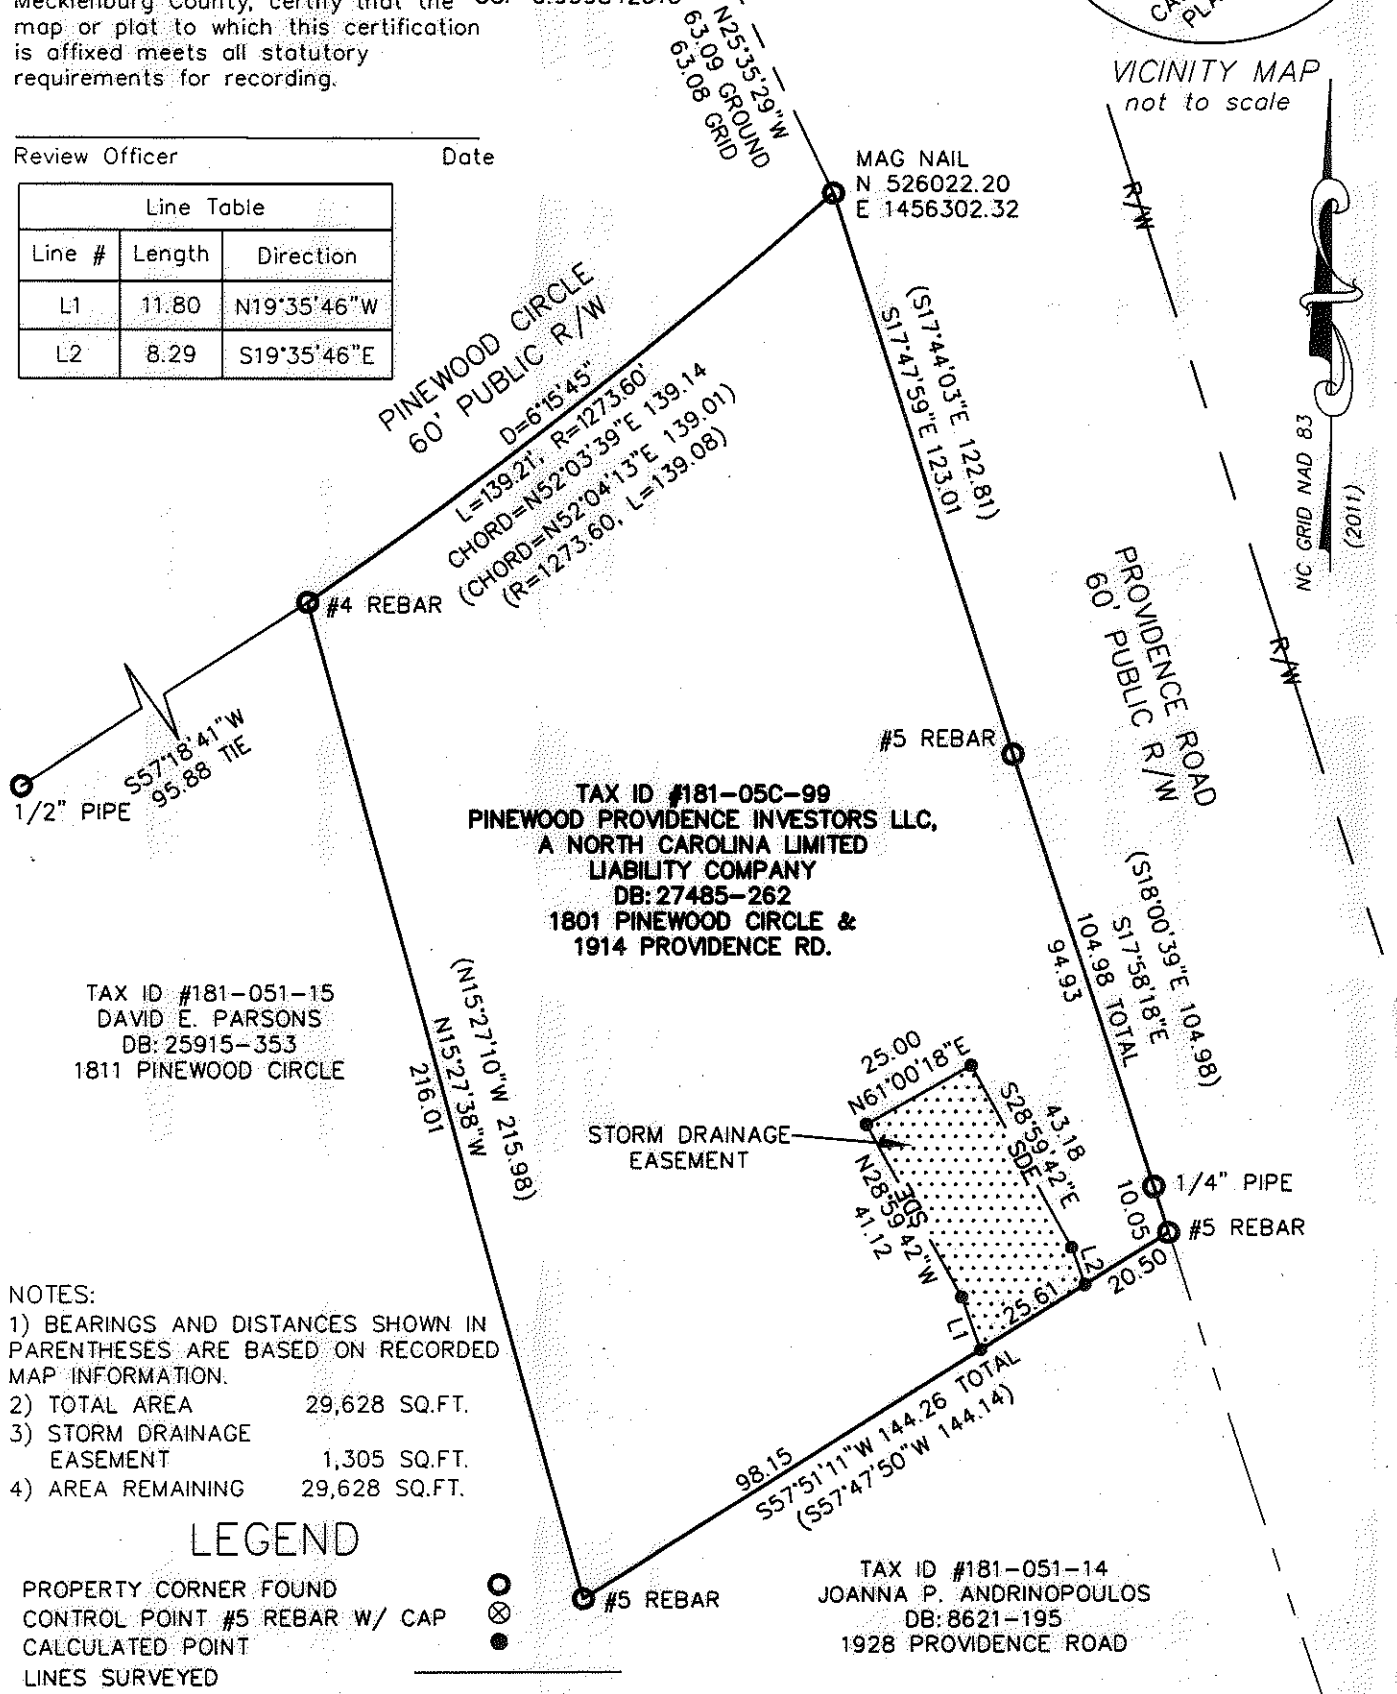 map or plat to which this certification
is affixed meets all statutory
requirements for recording.
Review Officer Date
Line Table
Line # Length Direction
L1 11.80 N19°35'46"W
L2 8.29 S19°35'46"E
N25°35'29"W
63.09 GROUND
63.08 GRID
VICINITY MAP
not to scale
MAG NAIL
N 526022.20
E 1456302.32
R/W
NC GRID NAD 83
(2011)
PINEWOOD CIRCLE
60' PUBLIC R/W
D=6°15'45"
L=139.21', R=1273.60'
CHORD=N52°03'39"E 139.14
(CHORD=N52°04'13"E 139.01)
(R=1273.60, L=139.08)
(S17°44'03"E 122.81)
S17°47'59"E 123.01
#4 REBAR
PROVIDENCE ROAD
60' PUBLIC R/W
R/W
S57°18'41"W
95.88 TIE
1/2" PIPE
#5 REBAR
TAX ID #181-05C-99
PINEWOOD PROVIDENCE INVESTORS LLC,
A NORTH CAROLINA LIMITED
LIABILITY COMPANY
DB: 27485-262
1801 PINEWOOD CIRCLE &
1914 PROVIDENCE RD.
(S18°00'39"E 104.98)
S17°58'18"E
104.98 TOTAL
94.93
TAX ID #181-051-15
DAVID E. PARSONS
DB: 25915-353
1811 PINEWOOD CIRCLE
(N15°27'10"W 215.98)
N15°27'38"W
216.01
25.00
N61°00'18"E
STORM DRAINAGE
EASEMENT
43.18
S28°59'42"E
SDE
SDE
N28°59'42"W
41.12
1/4" PIPE
10.05
#5 REBAR
L2
20.50
25.61
L1
98.15
S57°51'11"W 144.26 TOTAL
(S57°47'50"W 144.14)
NOTES:
1) BEARINGS AND DISTANCES SHOWN IN
PARENTHESES ARE BASED ON RECORDED
MAP INFORMATION.
2) TOTAL AREA 29,628 SQ.FT.
3) STORM DRAINAGE
EASEMENT 1,305 SQ.FT.
4) AREA REMAINING 29,628 SQ.FT.
LEGEND
PROPERTY CORNER FOUND
CONTROL POINT #5 REBAR W/ CAP
CALCULATED POINT
LINES SURVEYED
#5 REBAR
TAX ID #181-051-14
JOANNA P. ANDRINOPOULOS
DB: 8621-195
1928 PROVIDENCE ROAD